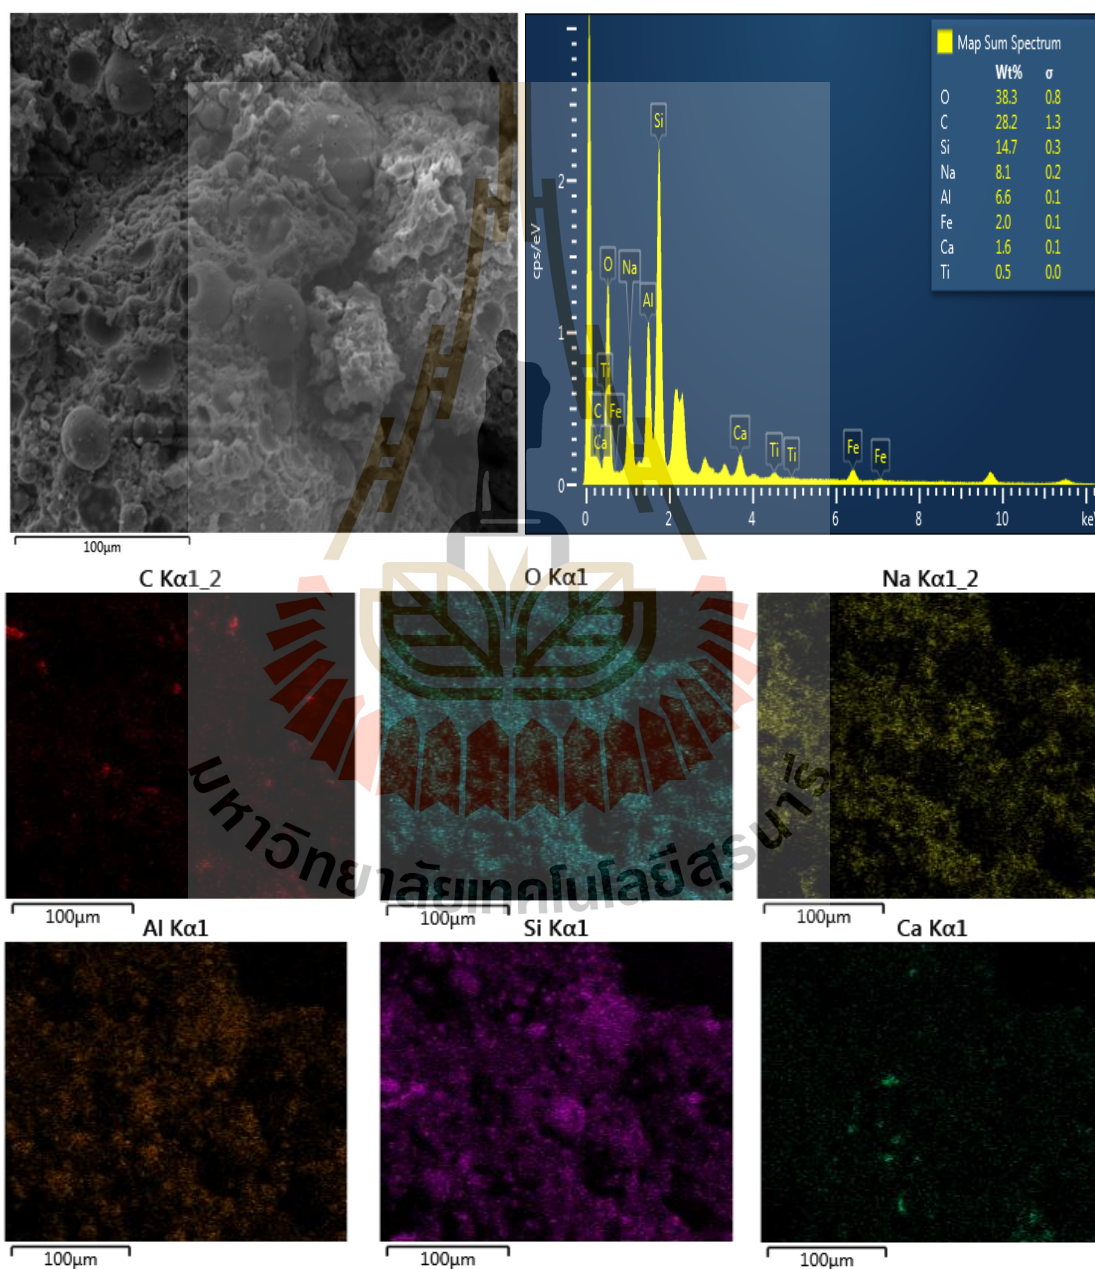 Map Sum Spectrum
Wt% σ
O 38.3 0.8
C 28.2 1.3
Si 14.7 0.3
Na 8.1 0.2
Al 6.6 0.1
Fe 2.0 0.1
Ca 1.6 0.1
Ti 0.5 0.0
Si
2
cps/eV
O
Na
Al
1
Ti
C
Fe
Ca
Ca
Ti
Ti
Fe
Fe
0
0 2 4 6 8 10 keV
100µm
C Kα1_2
O Kα1
Na Kα1_2
มหาวิทยาลัยเทคโนโลยีสุรนารี
100µm
100µm
100µm
Al Kα1
Si Kα1
Ca Kα1
100µm
100µm
100µm